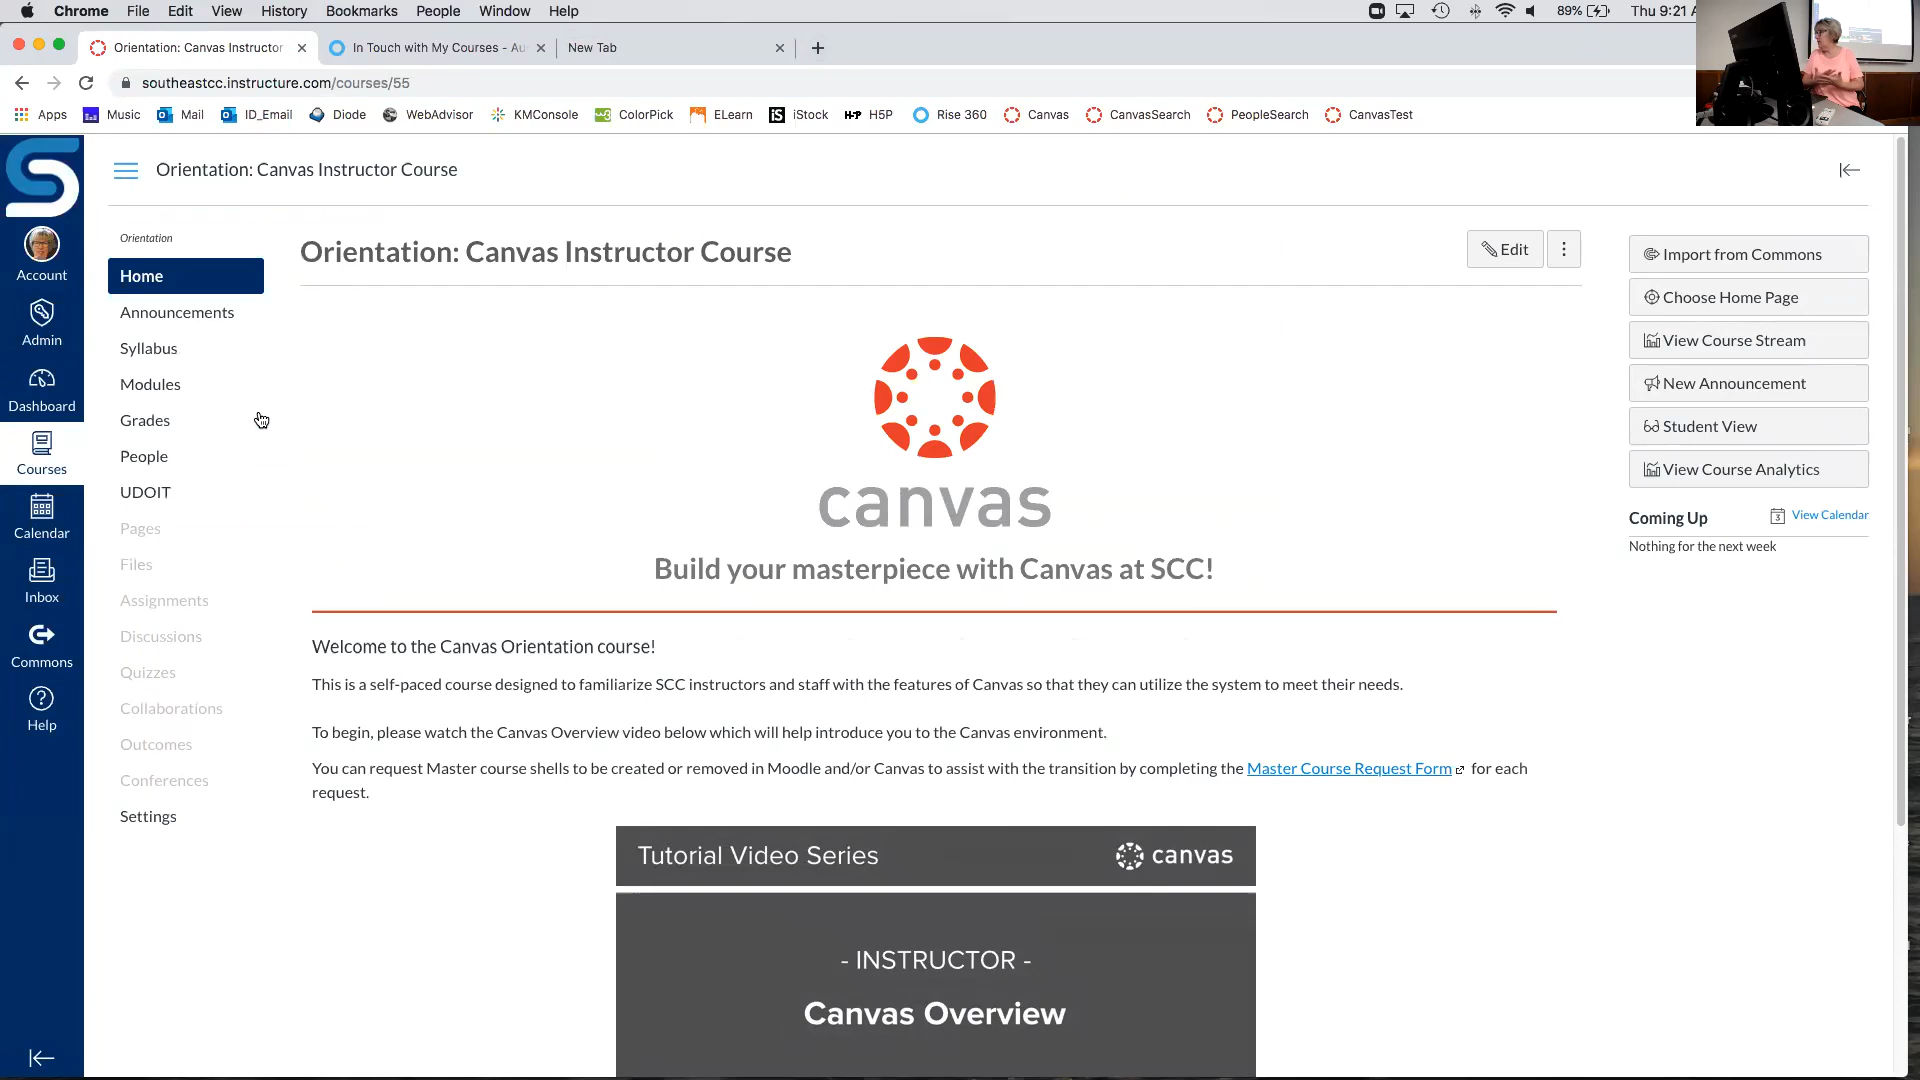 Chrome File Edit View History Bookmarks People Window Help 89% Thu 9:21
Orientation: Canvas Instructor In Touch with My Courses - Au New Tab
southeastcc.instructure.com/courses/55
Apps Music Mail ID_Email Diode WebAdvisor KMConsole ColorPick ELearn iStock H5P Rise 360 Canvas CanvasSearch PeopleSearch CanvasTest
Orientation: Canvas Instructor Course
Account
Admin
Dashboard
Courses
Calendar
Inbox
Commons
Help
Orientation
Home
Announcements
Syllabus
Modules
Grades
People
UDOIT
Pages
Files
Assignments
Discussions
Quizzes
Collaborations
Outcomes
Conferences
Settings
Orientation: Canvas Instructor Course
Edit
canvas
Build your masterpiece with Canvas at SCC!
Welcome to the Canvas Orientation course!
This is a self-paced course designed to familiarize SCC instructors and staff with the features of Canvas so that they can utilize the system to meet their needs.
To begin, please watch the Canvas Overview video below which will help introduce you to the Canvas environment.
You can request Master course shells to be created or removed in Moodle and/or Canvas to assist with the transition by completing the Master Course Request Form for each
request.
Tutorial Video Series canvas
- INSTRUCTOR -
Canvas Overview
Import from Commons
Choose Home Page
View Course Stream
New Announcement
Student View
View Course Analytics
Coming Up View Calendar
Nothing for the next week